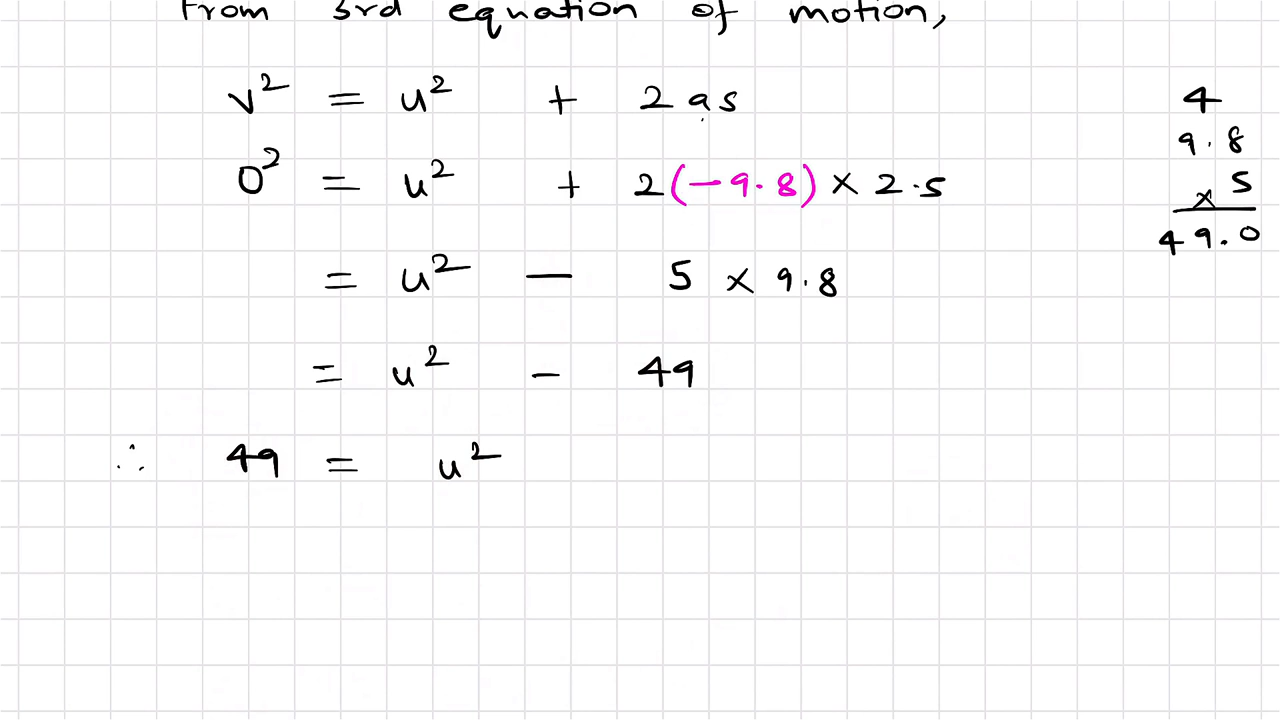 From 3rd equation of motion,
v² = u² + 2as
0² = u² + 2(-9.8) × 2.5
= u² - 5 × 9.8
= u² - 49
∴ 49 = u²
4
9.8
× 5
49.0